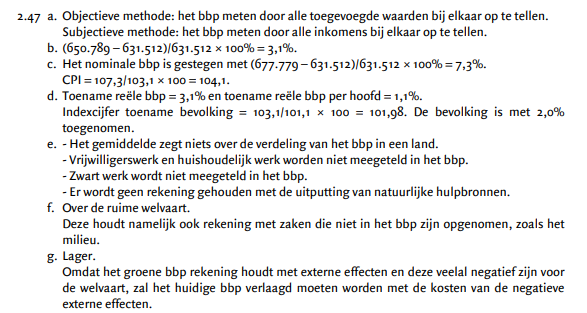 2.47 a. Objectieve methode: het bbp meten door alle toegevoegde waarden bij elkaar op te tellen.
Subjectieve methode: het bbp meten door alle inkomens bij elkaar op te tellen.
b. (650.789 – 631.512)/631.512 × 100% = 3,1%.
c. Het nominale bbp is gestegen met (677.779 – 631.512)/631.512 × 100% = 7,3%.
CPI = 107,3/103,1 × 100 = 104,1.
d. Toename reële bbp = 3,1% en toename reële bbp per hoofd = 1,1%.
Indexcijfer toename bevolking = 103,1/101,1 × 100 = 101,98. De bevolking is met 2,0%
toegenomen.
e. - Het gemiddelde zegt niets over de verdeling van het bbp in een land.
- Vrijwilligerswerk en huishoudelijk werk worden niet meegeteld in het bbp.
- Zwart werk wordt niet meegeteld in het bbp.
- Er wordt geen rekening gehouden met de uitputting van natuurlijke hulpbronnen.
f. Over de ruime welvaart.
Deze houdt namelijk ook rekening met zaken die niet in het bbp zijn opgenomen, zoals het
milieu.
g. Lager.
Omdat het groene bbp rekening houdt met externe effecten en deze veelal negatief zijn voor
de welvaart, zal het huidige bbp verlaagd moeten worden met de kosten van de negatieve
externe effecten.